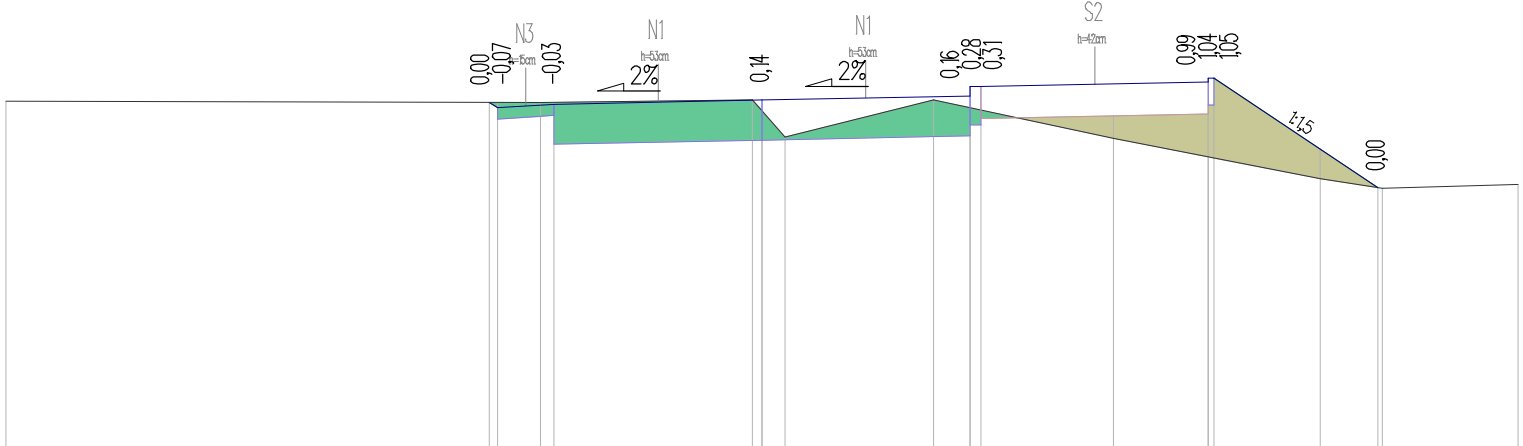 S2
h=42cm
N1
h=53cm
N1
h=53cm
N3
h=15cm
2%
2%
0,00
-0,07
-0,03
0,14
0,16
0,28
0,31
0,99
1,04
1,05
1:1,5
0,00